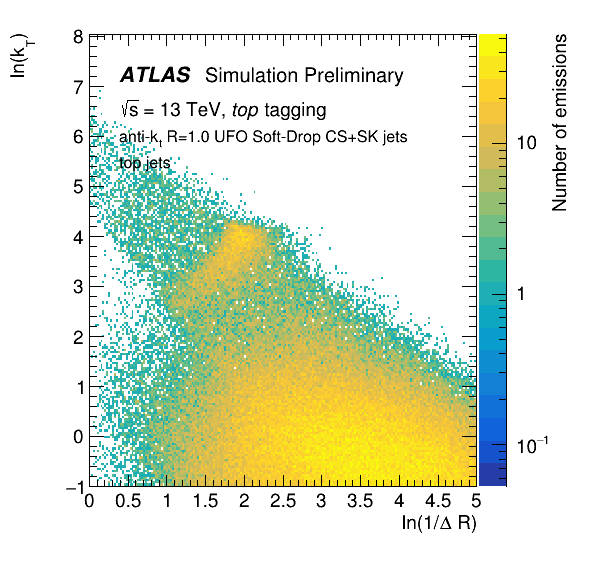 ln(k_T)
Number of emissions
ATLAS Simulation Preliminary
√s = 13 TeV, top tagging
anti-k_t R=1.0 UFO Soft-Drop CS+SK jets
top jets
8
7
6
5
4
3
2
1
0
−1
0 0.5 1 1.5 2 2.5 3 3.5 4 4.5 5
ln(1/Δ R)
10
1
10⁻¹